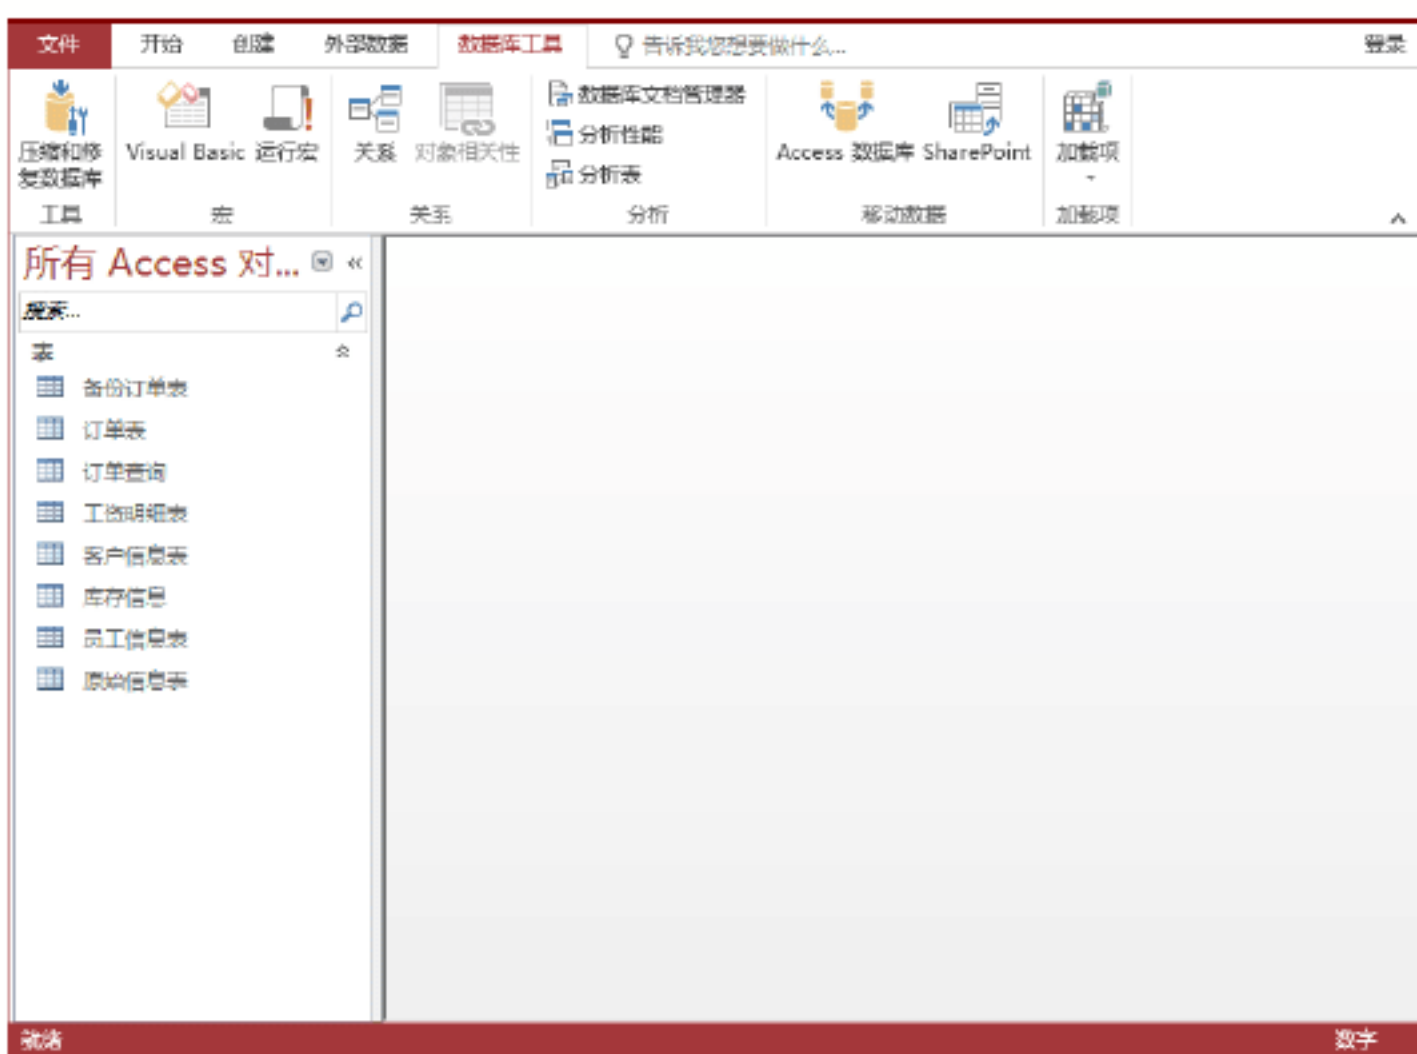 文件 开始 创建 外部数据 数据库工具 告诉我您想要做什么... 登录
压缩和修复数据库
Visual Basic 运行宏
关系 对象相关性
数据库文档管理器
分析性能
分析表
Access 数据库 SharePoint
加载项
工具 宏 关系 分析 移动数据 加载项
所有 Access 对...
搜索...
表
备份订单表
订单表
订单查询
工资明细表
客户信息表
库存信息
员工信息表
原始信息表
就绪 数字